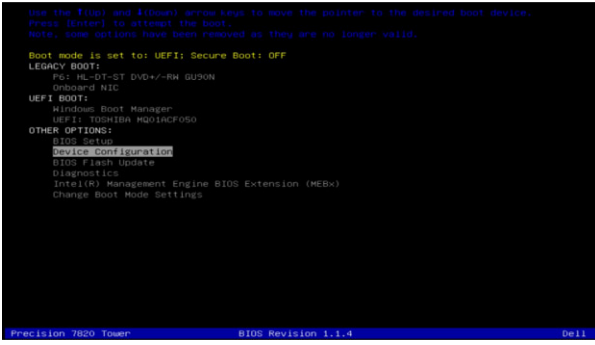 Use the ↑(Up) and ↓(Down) arrow keys to move the pointer to the desired boot device.
Press [Enter] to attempt the boot.
Note, some options have been removed as they are no longer valid.
Boot mode is set to: UEFI; Secure Boot: OFF
LEGACY BOOT:
P6: HL-DT-ST DVD+/-RW GU90N
Onboard NIC
UEFI BOOT:
Windows Boot Manager
UEFI: TOSHIBA MQ01ACF050
OTHER OPTIONS:
BIOS Setup
Device Configuration
BIOS Flash Update
Diagnostics
Intel(R) Management Engine BIOS Extension (MEBx)
Change Boot Mode Settings
Precision 7820 Tower BIOS Revision 1.1.4 Dell